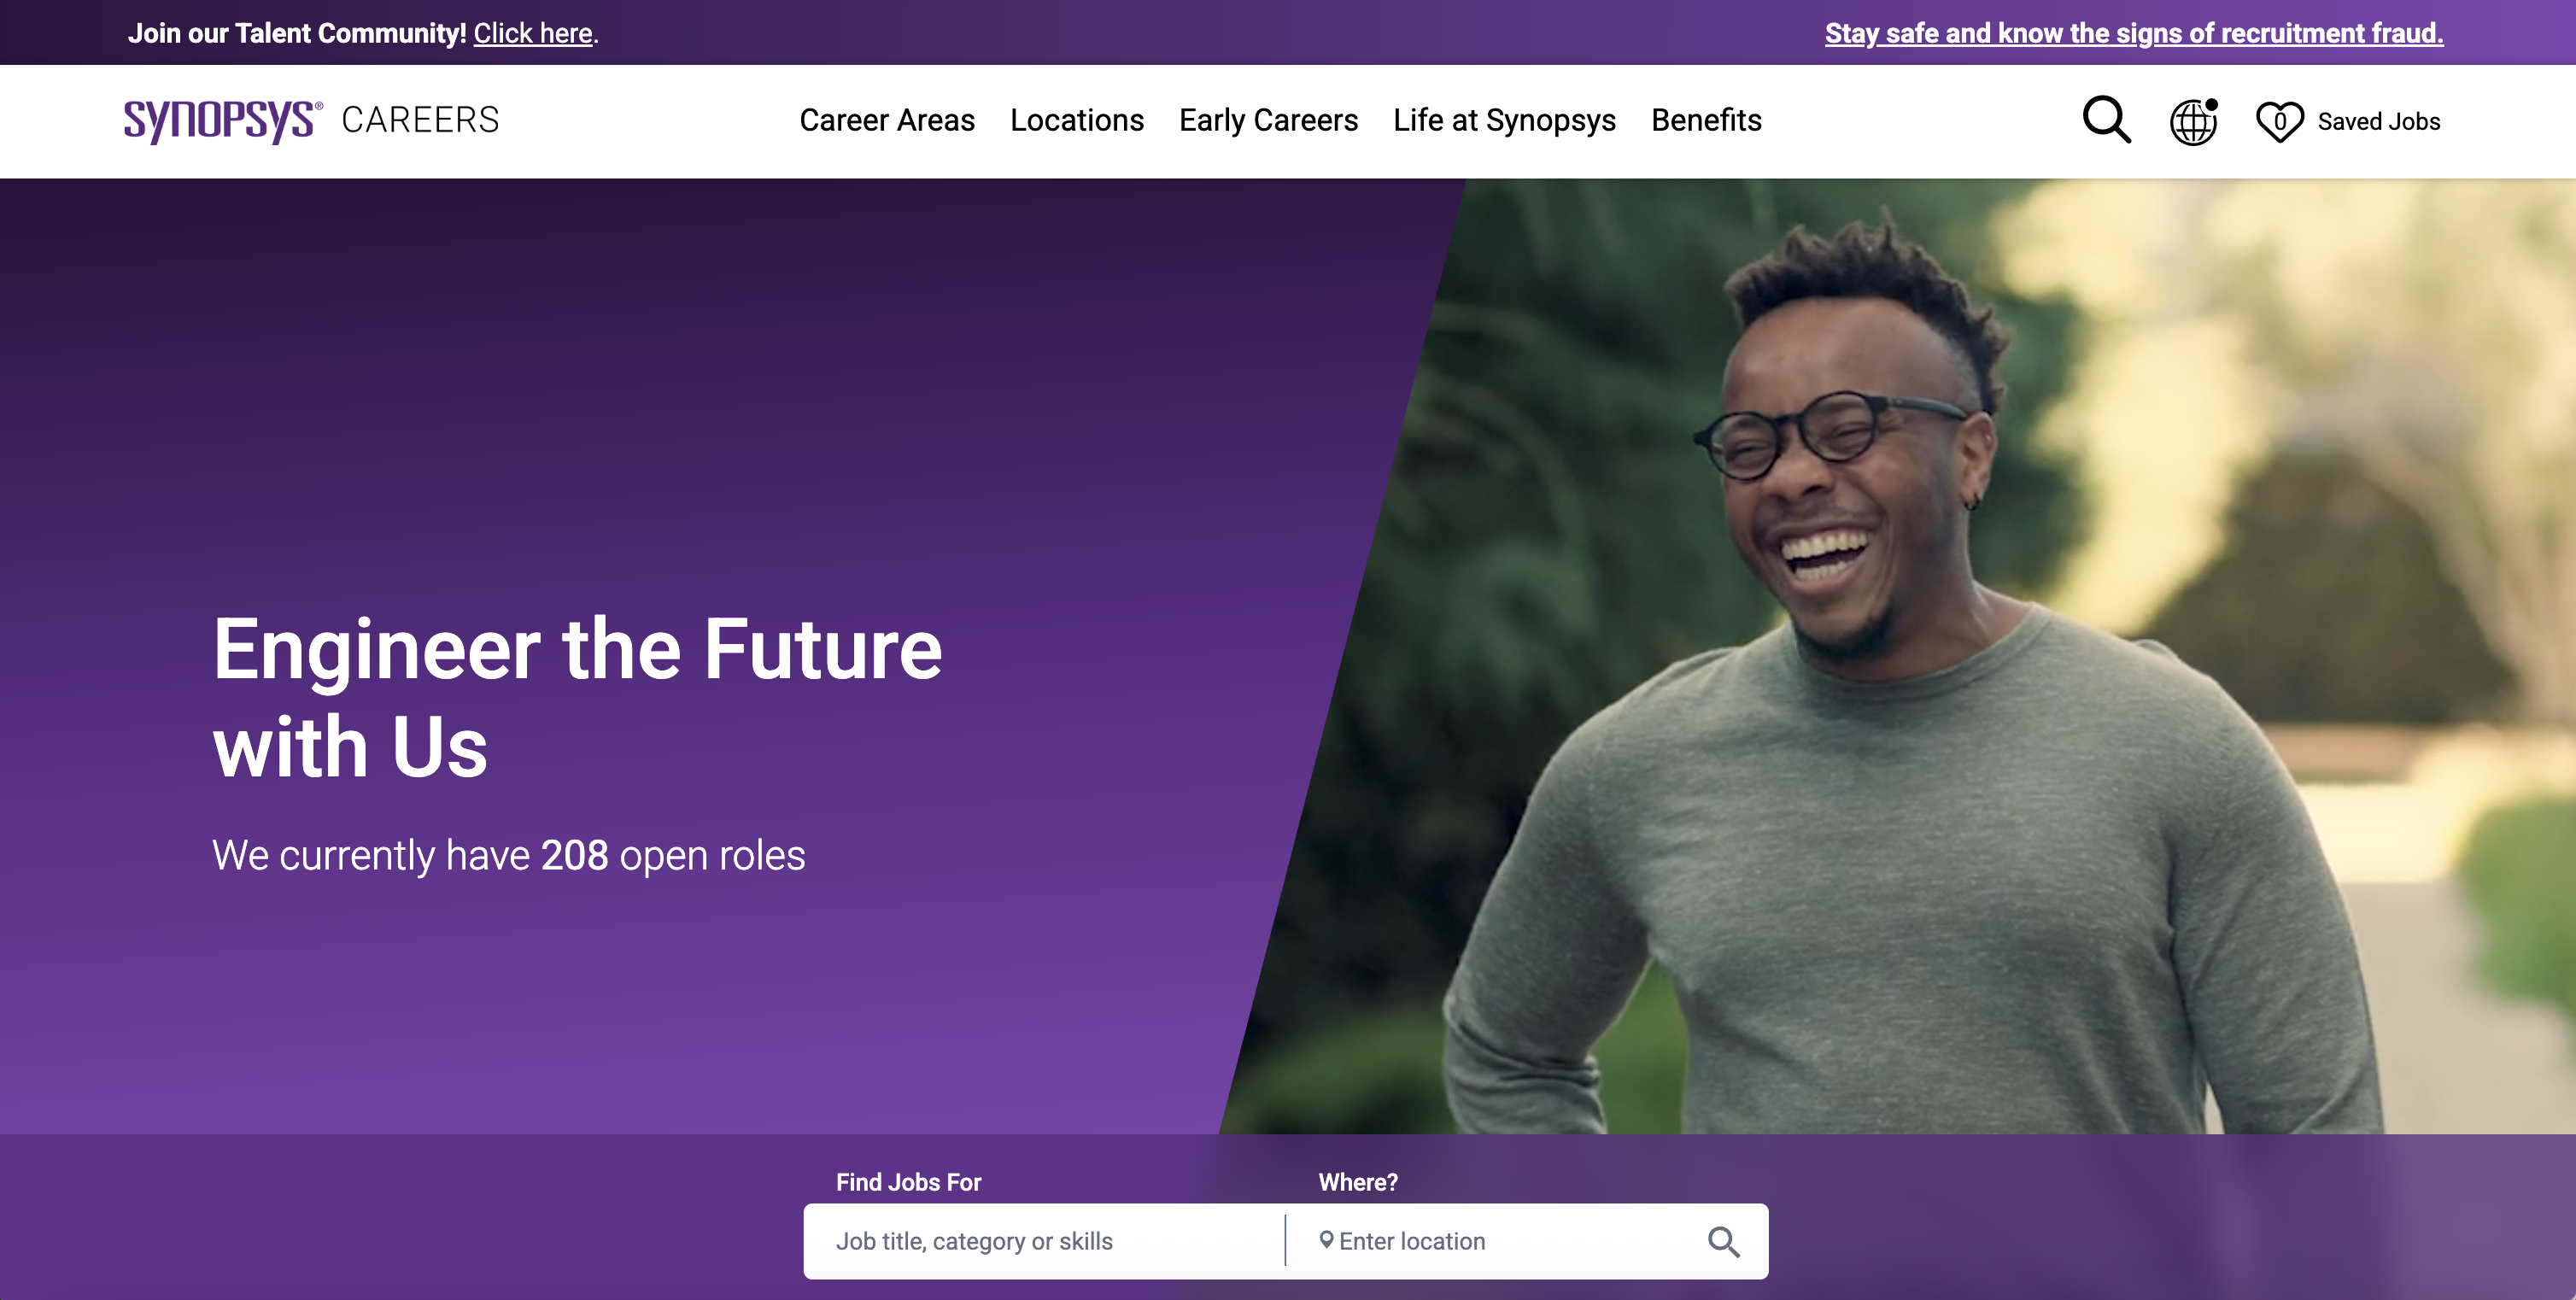 Join our Talent Community! Click here.
Stay safe and know the signs of recruitment fraud.
SYNOPSYS® CAREERS
Career Areas
Locations
Early Careers
Life at Synopsys
Benefits
0
Saved Jobs
Engineer the Future
with Us
We currently have 208 open roles
Find Jobs For
Where?
Job title, category or skills
Enter location